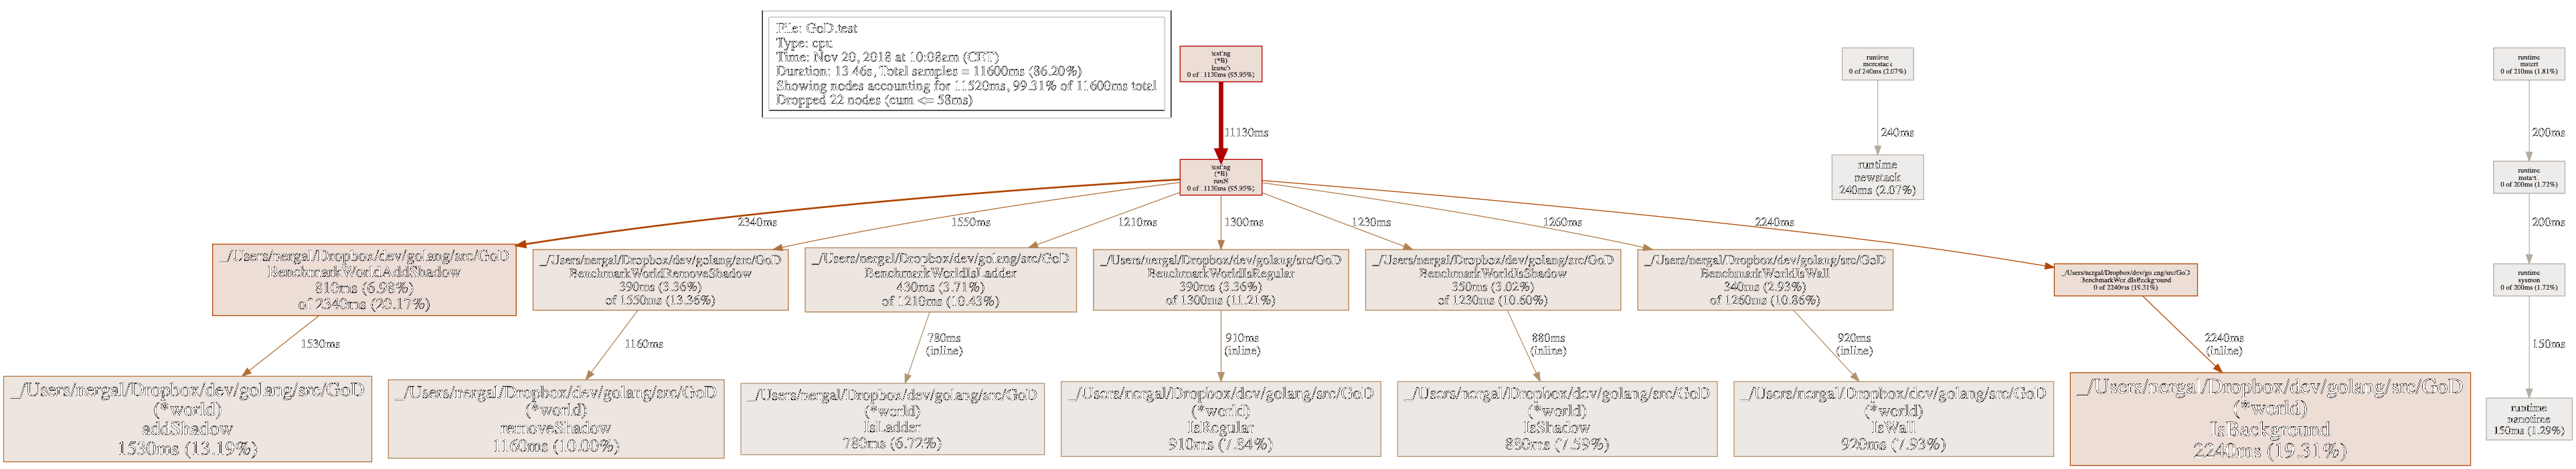 File: GoD.test
Type: cpu
Time: Nov 20, 2018 at 10:08am (CET)
Duration: 13.46s, Total samples = 11600ms (86.20%)
Showing nodes accounting for 11520ms, 99.31% of 11600ms total
Dropped 22 nodes (cum <= 58ms)
testing
(*B)
launch
0 of 11130ms (95.95%)
runtime
morestack
0 of 240ms (2.07%)
runtime
mstart
0 of 210ms (1.81%)
11130ms
240ms
200ms
testing
(*B)
runN
0 of 11130ms (95.95%)
runtime
newstack
240ms (2.07%)
runtime
0 of 200ms (1.72%)
2340ms
1550ms
1210ms
1300ms
1230ms
1260ms
2240ms
200ms
_/Users/nergal/Dropbox/dev/golang/src/GoD
BenchmarkWorldAddShadow
810ms (6.98%)
of 2340ms (20.17%)
_/Users/nergal/Dropbox/dev/golang/src/GoD
BenchmarkWorldRemoveShadow
390ms (3.36%)
of 1550ms (13.36%)
_/Users/nergal/Dropbox/dev/golang/src/GoD
BenchmarkWorldIsLadder
430ms (3.71%)
of 1210ms (10.43%)
_/Users/nergal/Dropbox/dev/golang/src/GoD
BenchmarkWorldIsRegular
390ms (3.36%)
of 1300ms (11.21%)
_/Users/nergal/Dropbox/dev/golang/src/GoD
BenchmarkWorldIsShadow
350ms (3.02%)
of 1230ms (10.60%)
_/Users/nergal/Dropbox/dev/golang/src/GoD
BenchmarkWorldIsWall
340ms (2.93%)
of 1260ms (10.86%)
_/Users/nergal/Dropbox/dev/golang/src/GoD
BenchmarkWorldIsBackground
0 of 2240ms (19.31%)
runtime
sysmon
0 of 200ms (1.72%)
1530ms
1160ms
780ms
(inline)
910ms
(inline)
880ms
(inline)
920ms
(inline)
2240ms
(inline)
150ms
_/Users/nergal/Dropbox/dev/golang/src/GoD
(*world)
addShadow
1530ms (13.19%)
_/Users/nergal/Dropbox/dev/golang/src/GoD
(*world)
removeShadow
1160ms (10.00%)
_/Users/nergal/Dropbox/dev/golang/src/GoD
(*world)
IsLadder
780ms (6.72%)
_/Users/nergal/Dropbox/dev/golang/src/GoD
(*world)
IsRegular
910ms (7.84%)
_/Users/nergal/Dropbox/dev/golang/src/GoD
(*world)
IsShadow
880ms (7.59%)
_/Users/nergal/Dropbox/dev/golang/src/GoD
(*world)
IsWall
920ms (7.93%)
_/Users/nergal/Dropbox/dev/golang/src/GoD
(*world)
IsBackground
2240ms (19.31%)
runtime
nanotime
150ms (1.29%)